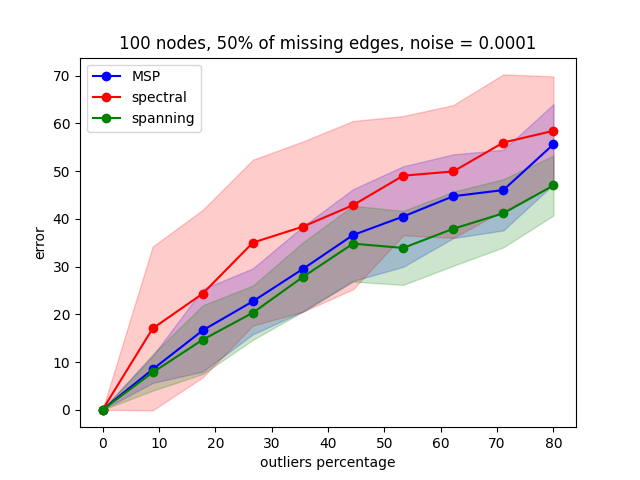 100 nodes, 50% of missing edges, noise = 0.0001
MSP
spectral
spanning
70
60
50
40
30
20
10
0
error
0 10 20 30 40 50 60 70 80
outliers percentage